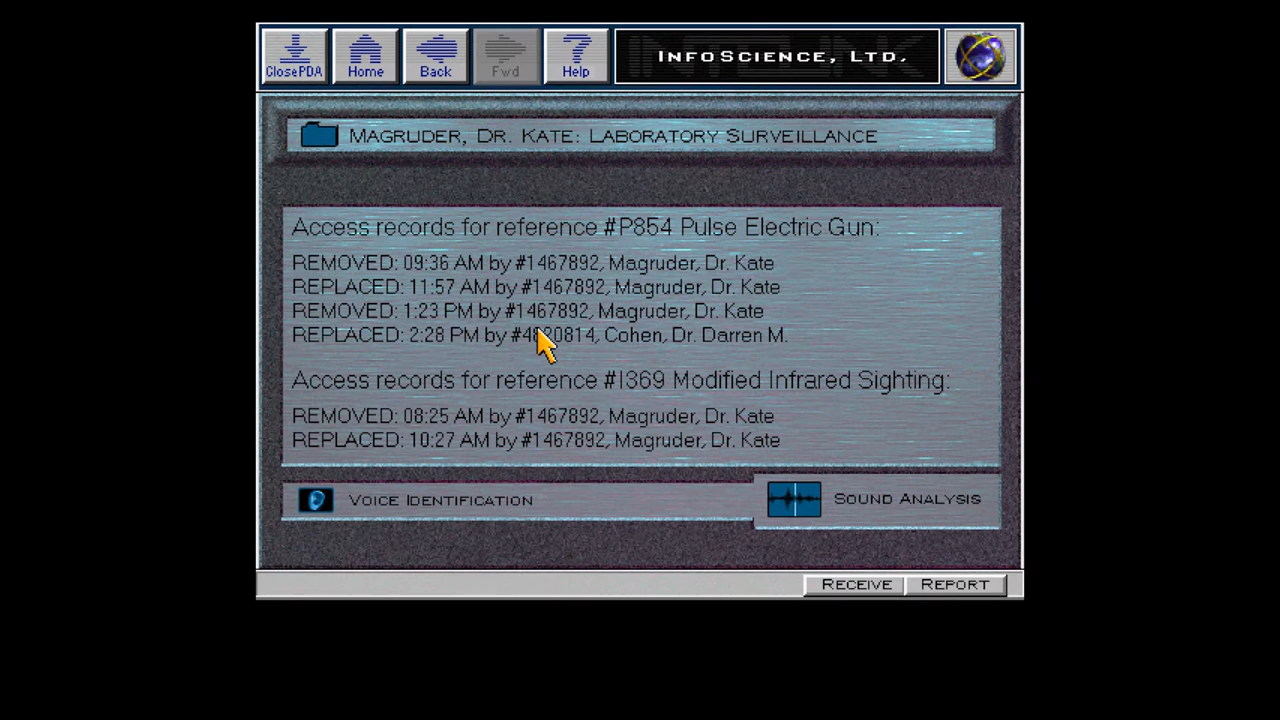 ClosePDA Home Back Fwd Help INFOSCIENCE, LTD.
MAGRUDER, DR. KATE: LABORATORY SURVEILLANCE
Access records for reference #P854 Pulse Electric Gun:
REMOVED: 09:36 AM by #1467892, Magruder, Dr. Kate
REPLACED: 11:57 AM by #1467892, Magruder, Dr. Kate
REMOVED: 1:23 PM by #1467892, Magruder, Dr. Kate
REPLACED: 2:28 PM by Cohen, Dr. Darren M.
Access records for reference #I369 Modified Infrared Sighting:
REMOVED: 08:25 AM by #1467892, Magruder, Dr. Kate
REPLACED: 10:27 AM by #1467892, Magruder, Dr. Kate
VOICE IDENTIFICATION
SOUND ANALYSIS
RECEIVE REPORT